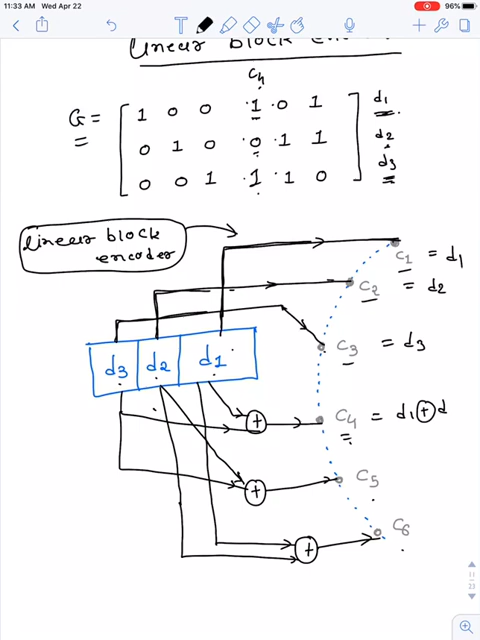 11:33 AM Wed Apr 22
96%
linear block
C4
G = [ 1 0 0 1 0 1 ] d1
0 1 0 0 1 1 d2
0 0 1 1 1 0 d3
linear block
encoder
C1 = d1
C2 = d2
C3 = d3
d3 d2 d1
+ C4 = d1 ⊕ d
+ C5
+ C6
11
23